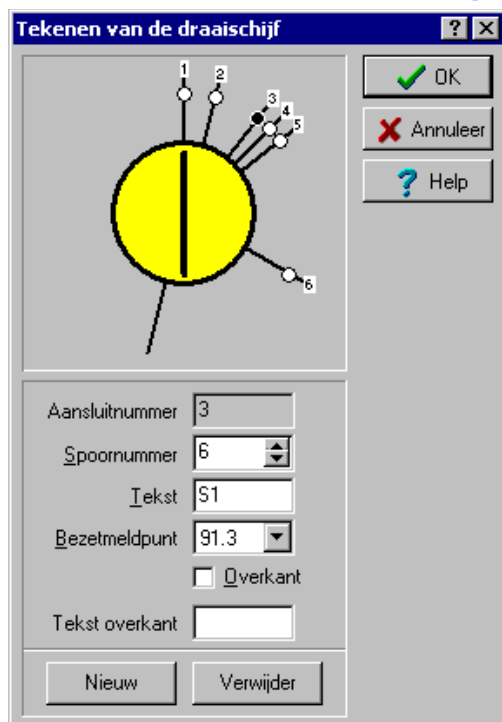 Tekenen van de draaischijf
1 2 3 4 5 6
OK
Annuleer
Help
Aansluitnummer 3
Spoornummer 6
Tekst S1
Bezetmeldpunt 91.3
Overkant
Tekst overkant
Nieuw Verwijder